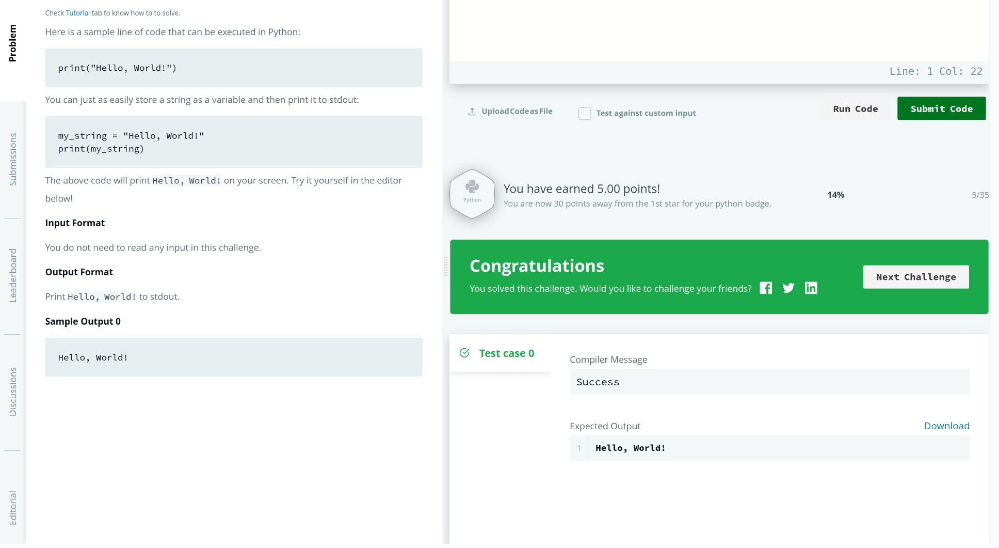 Problem
Submissions
Leaderboard
Discussions
Editorial
Check Tutorial tab to know how to to solve.
Here is a sample line of code that can be executed in Python:
print("Hello, World!")
You can just as easily store a string as a variable and then print it to stdout:
my_string = "Hello, World!"
print(my_string)
The above code will print Hello, World! on your screen. Try it yourself in the editor
below!
Input Format
You do not need to read any input in this challenge.
Output Format
Print Hello, World! to stdout.
Sample Output 0
Hello, World!
Line: 1 Col: 22
Upload Code as File
Test against custom input
Run Code
Submit Code
Python
You have earned 5.00 points!
You are now 30 points away from the 1st star for your python badge.
14%
5/35
Congratulations
You solved this challenge. Would you like to challenge your friends?
Next Challenge
Test case 0
Compiler Message
Success
Expected Output
Download
1 Hello, World!